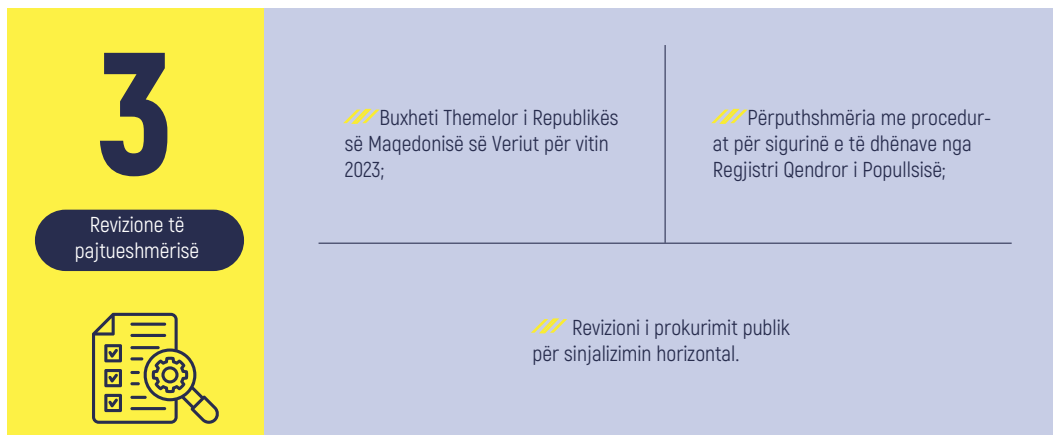 3
Revizione të
pajtueshmërisë
Buxheti Themelor i Republikës
së Maqedonisë së Veriut për vitin
2023;
Përputhshmëria me procedur-
at për sigurinë e të dhënave nga
Regjistri Qendror i Popullsisë;
Revizioni i prokurimit publik
për sinjalizimin horizontal.